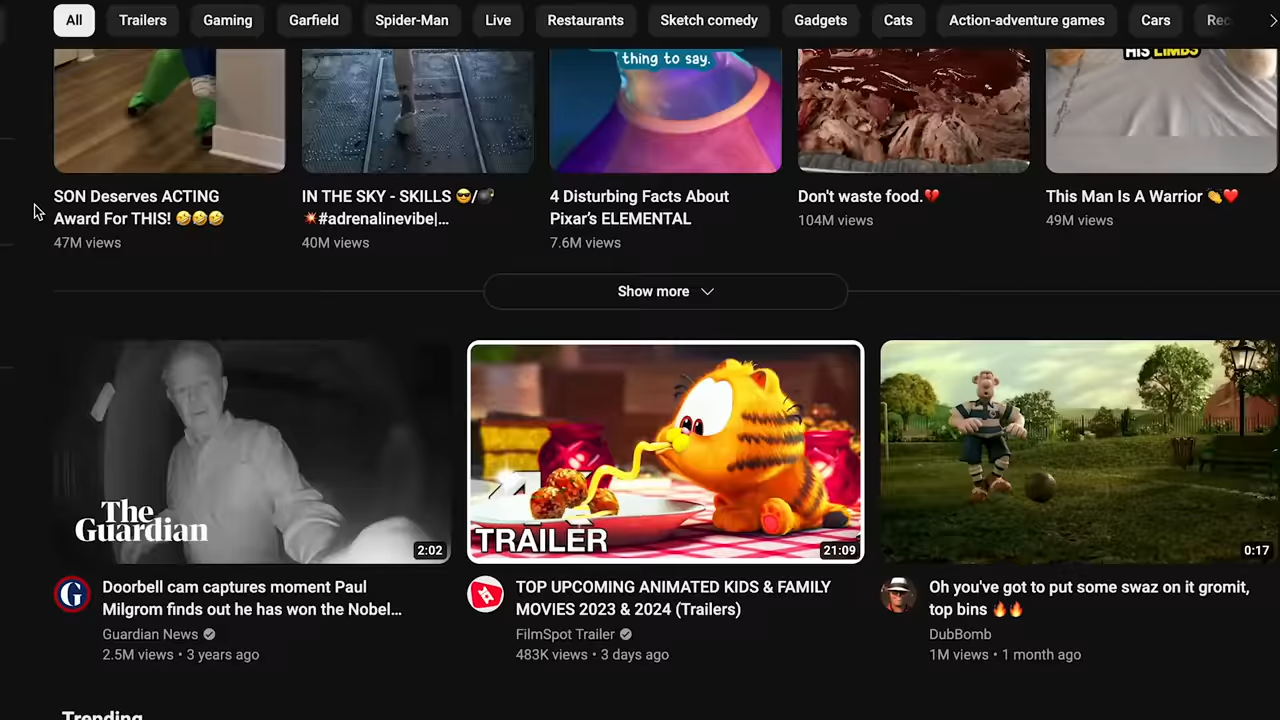 All Trailers Gaming Garfield Spider-Man Live Restaurants Sketch comedy Gadgets Cats Action-adventure games Cars Rec
thing to say.
HIS LIMBS
SON Deserves ACTING
Award For THIS! 🤣🤣🤣
47M views
IN THE SKY - SKILLS 😎/💣
💥#adrenalinevibe|...
40M views
4 Disturbing Facts About
Pixar’s ELEMENTAL
7.6M views
Don't waste food.💔
104M views
This Man Is A Warrior 👏❤️
49M views
Show more
The
Guardian
2:02
Doorbell cam captures moment Paul
Milgrom finds out he has won the Nobel...
Guardian News
2.5M views • 3 years ago
TRAILER
21:09
TOP UPCOMING ANIMATED KIDS & FAMILY
MOVIES 2023 & 2024 (Trailers)
FilmSpot Trailer
483K views • 3 days ago
0:17
Oh you've got to put some swaz on it gromit,
top bins 🔥🔥
DubBomb
1M views • 1 month ago
Trending